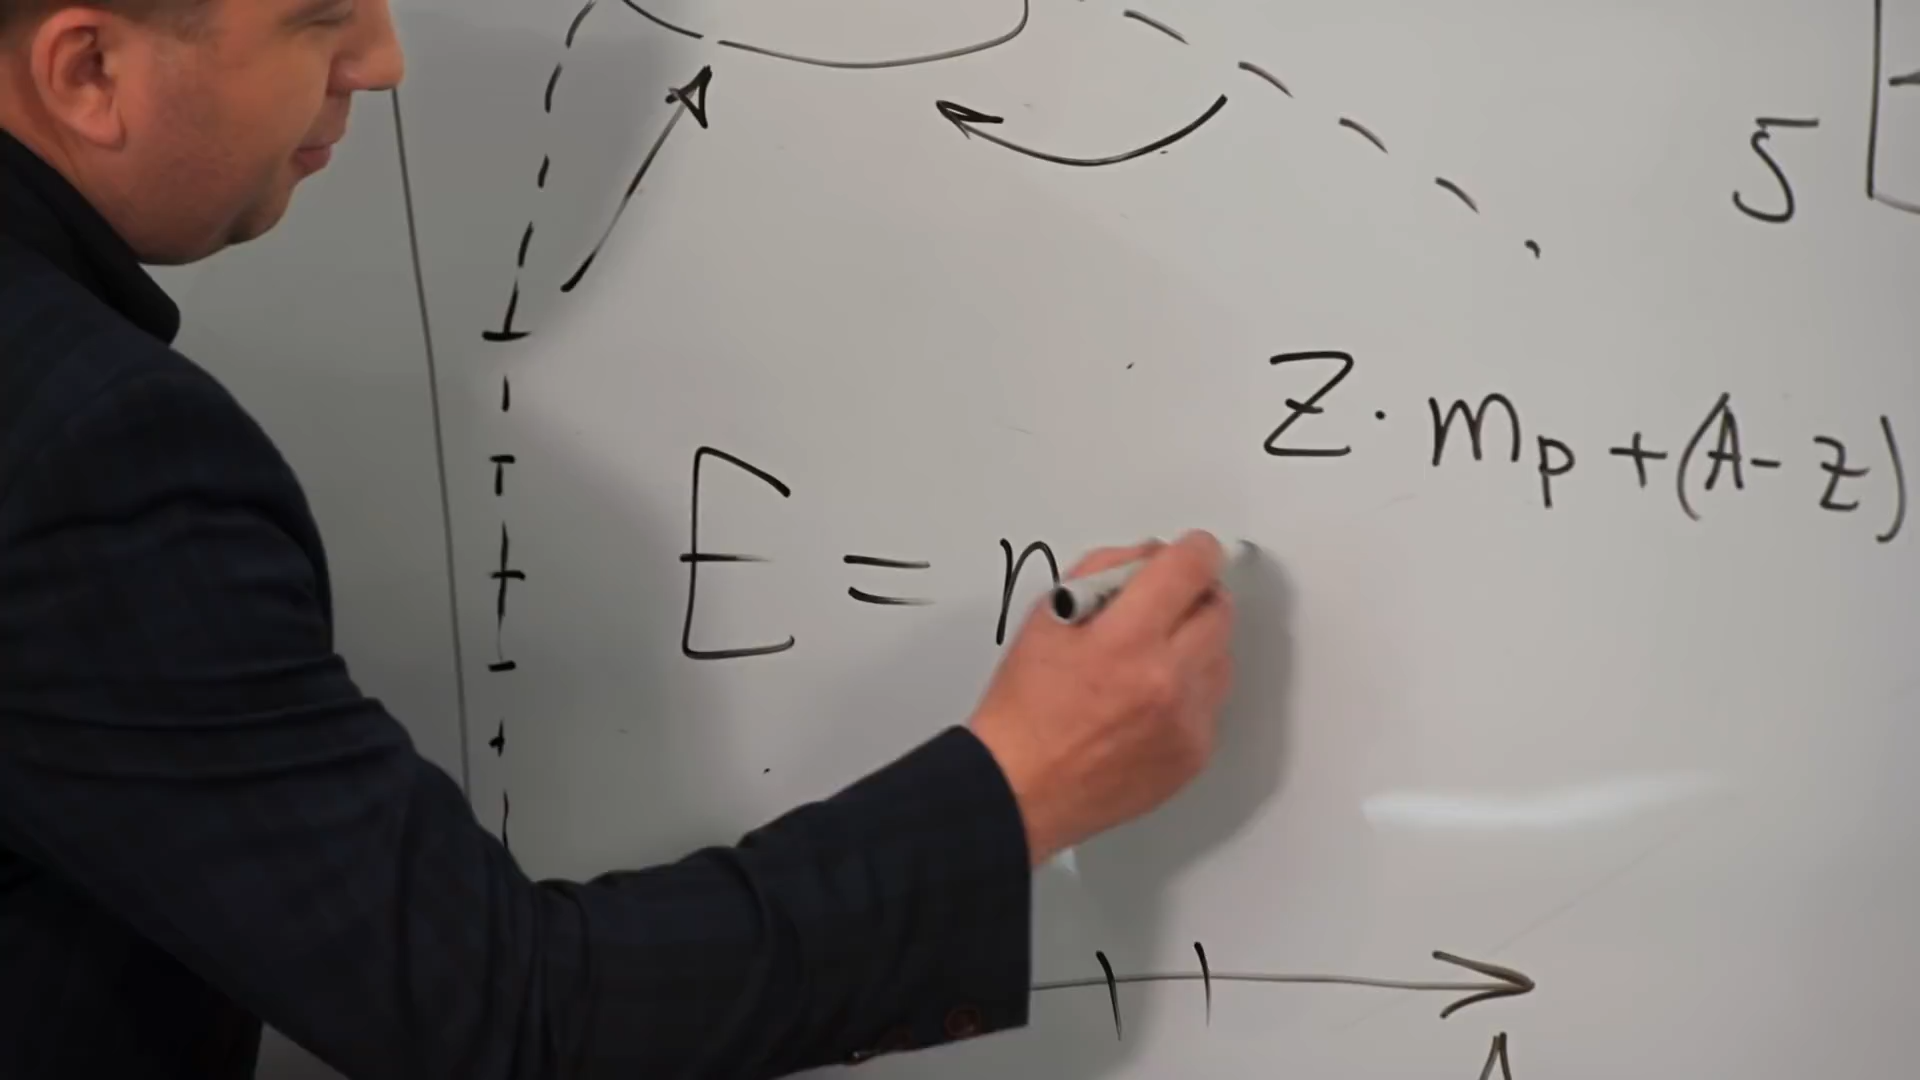 5
Z · mₚ + (A - Z)
E =